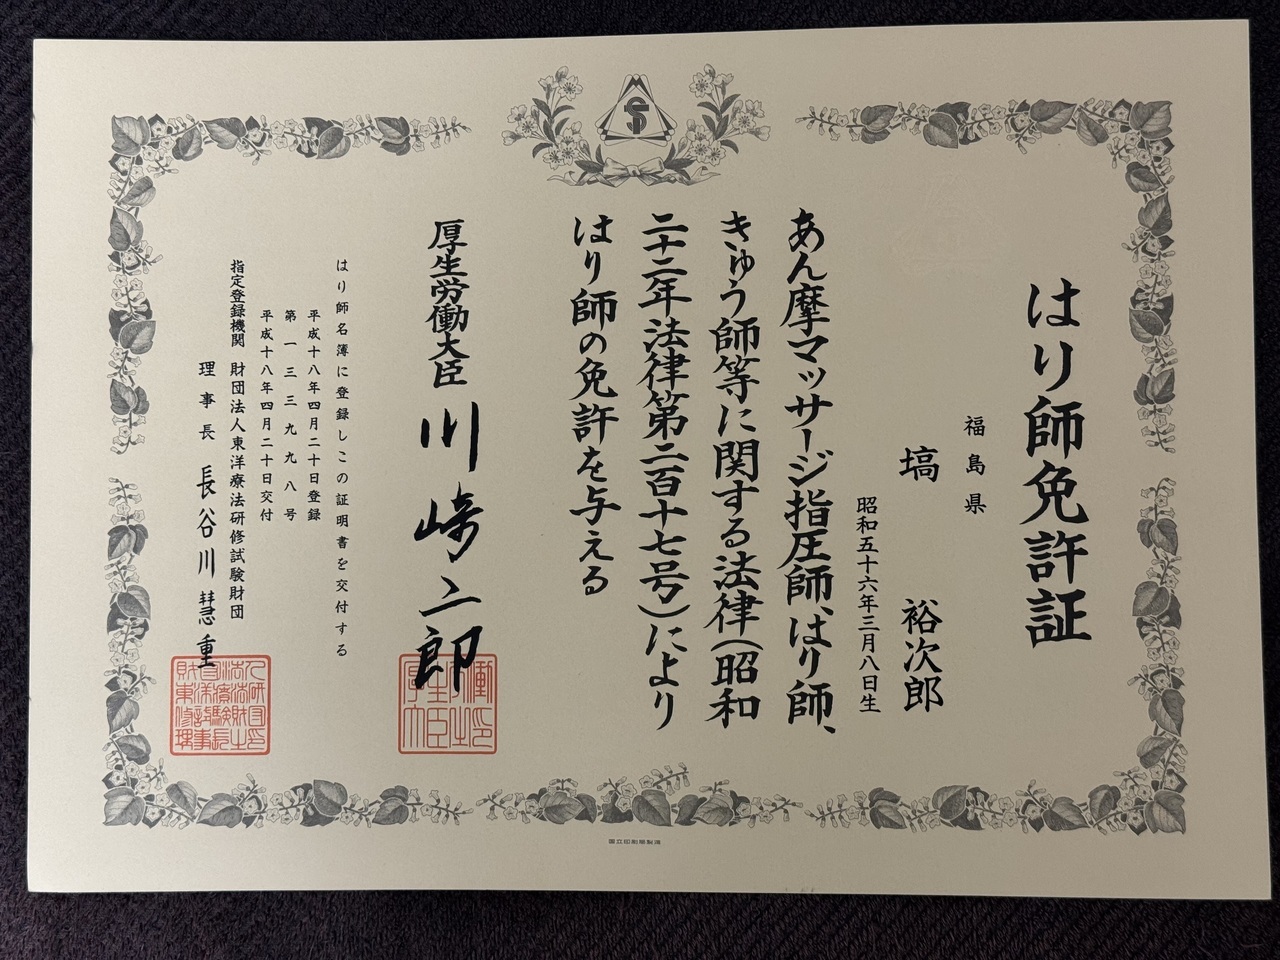 はり師免許証
福島県
塙 裕次郎
昭和五十六年三月八日生
あん摩マッサージ指圧師、はり師、
きゆう師等に関する法律(昭和
二十二年法律第二百十七号)により
はり師の免許を与える
厚生労働大臣 川崎二郎
はり師名簿に登録しこの証明書を交付する
平成十八年四月二十日登録
第一三三九九八号
平成十八年四月二十日交付
指定登録機関 財団法人東洋療法研修試験財団
理事長 長谷川慧重
国立印刷局製造